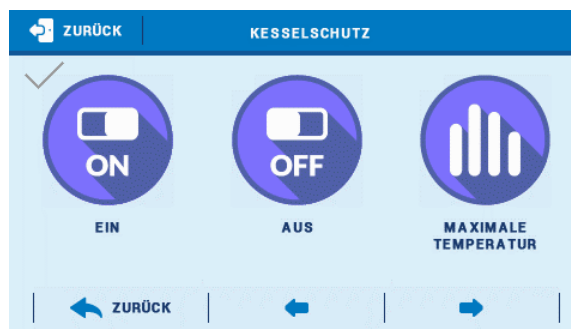 ZURÜCK
KESSELSCHUTZ
ON
OFF
EIN
AUS
MAXIMALE
TEMPERATUR
ZURÜCK